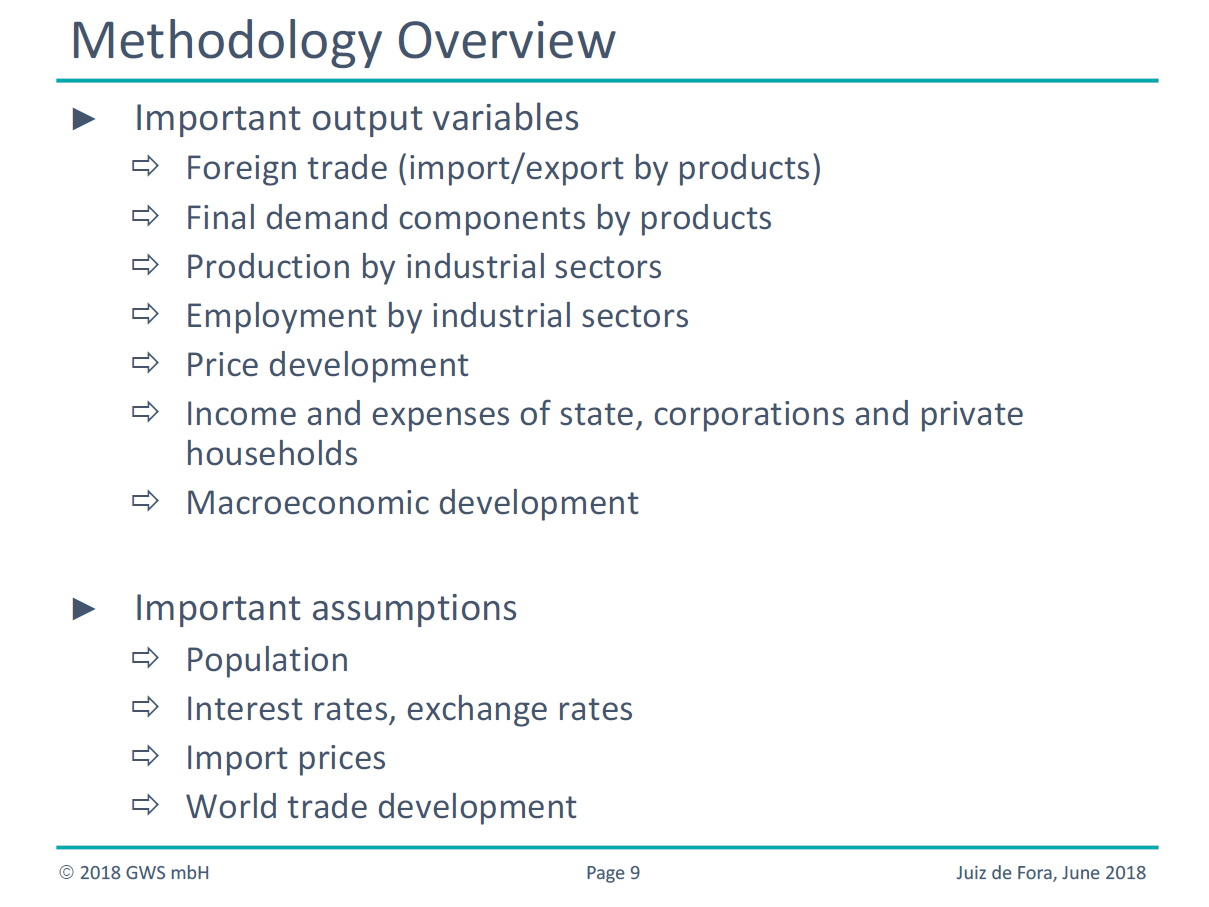 Methodology Overview
► Important output variables
⇨ Foreign trade (import/export by products)
⇨ Final demand components by products
⇨ Production by industrial sectors
⇨ Employment by industrial sectors
⇨ Price development
⇨ Income and expenses of state, corporations and private
households
⇨ Macroeconomic development
► Important assumptions
⇨ Population
⇨ Interest rates, exchange rates
⇨ Import prices
⇨ World trade development
© 2018 GWS mbH Page 9 Juiz de Fora, June 2018